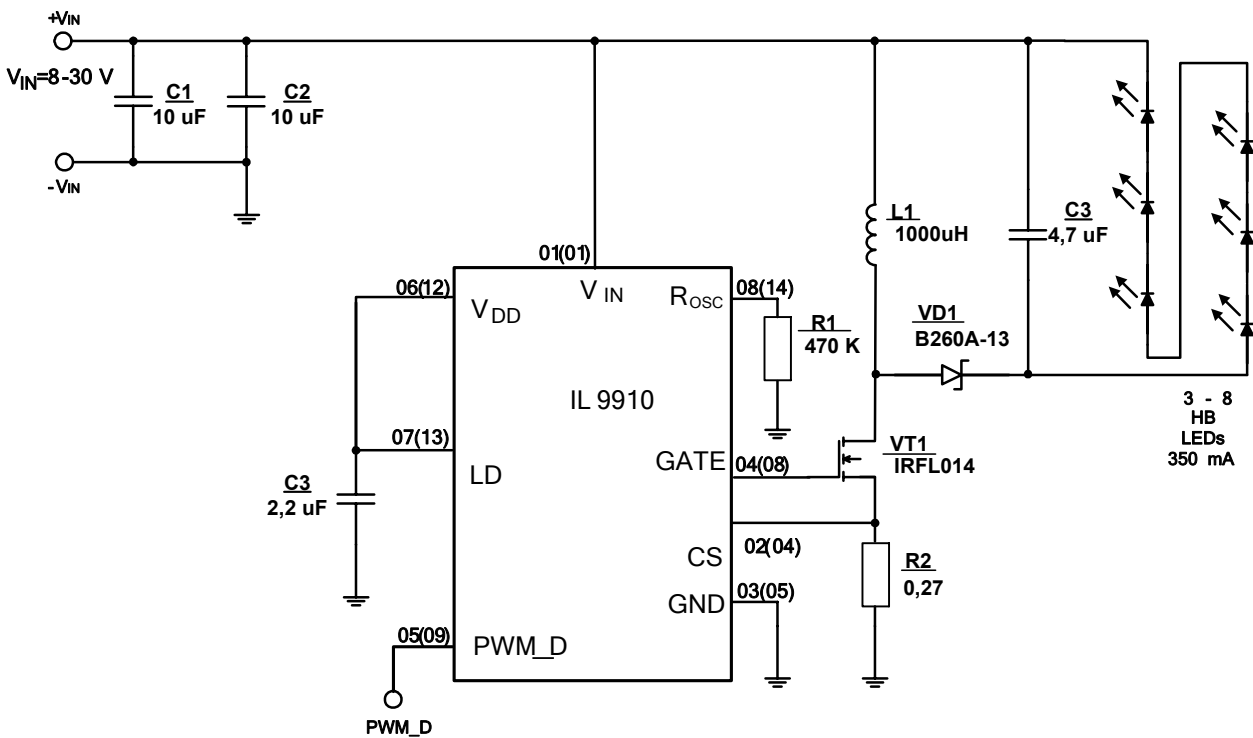 +VIN
VIN=8-30 V
C1
10 uF
C2
10 uF
-VIN
L1
1000uH
C3
4,7 uF
01(01)
06(12)
VDD
V IN
ROSC
08(14)
R1
470 K
VD1
B260A-13
IL 9910
3 - 8
HB
LEDs
350 mA
07(13)
LD
GATE
04(08)
VT1
IRFL014
C3
2,2 uF
CS
02(04)
R2
0,27
GND
03(05)
05(09)
PWM_D
PWM_D